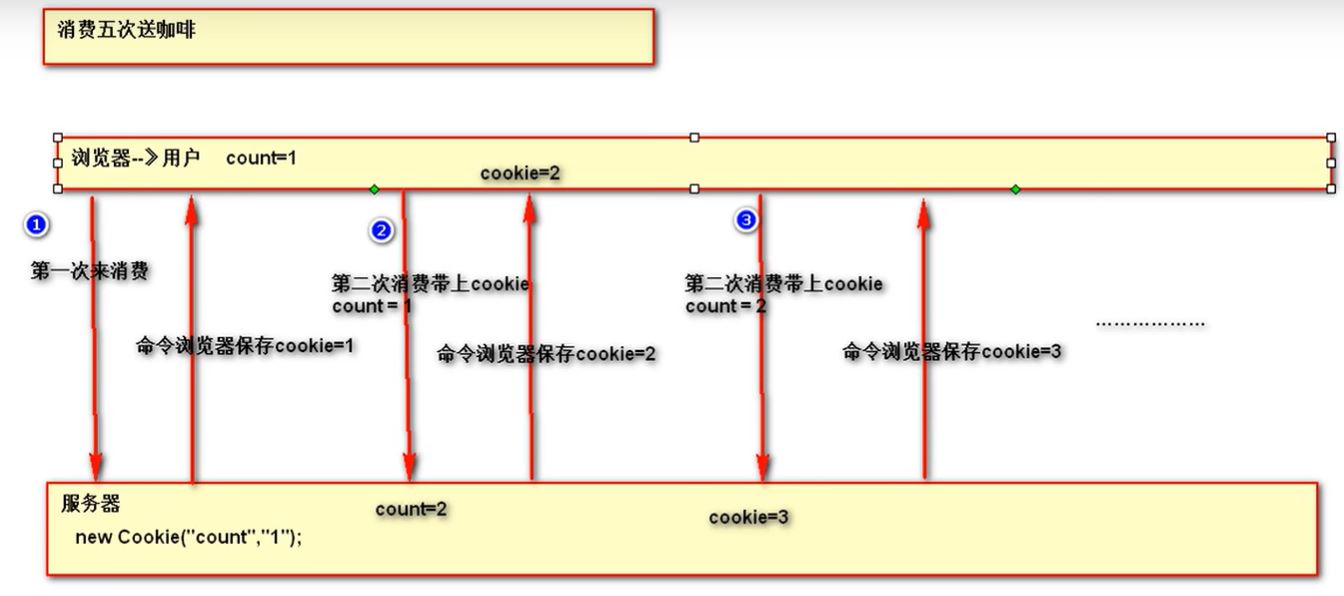 消费五次送咖啡
浏览器--》用户 count=1
cookie=2
1
第一次来消费
命令浏览器保存cookie=1
2
第二次消费带上cookie
count = 1
命令浏览器保存cookie=2
3
第二次消费带上cookie
count = 2
命令浏览器保存cookie=3
………………
服务器
new Cookie("count","1");
count=2
cookie=3